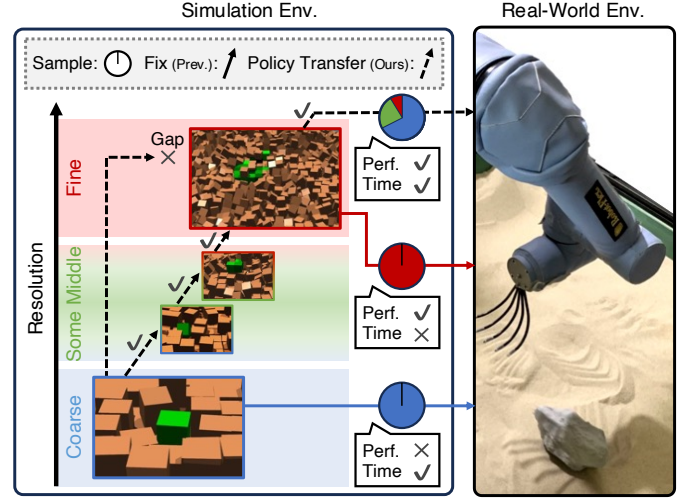 Simulation Env.
Real-World Env.
Sample:
Fix (Prev.):
Policy Transfer (Ours):
Resolution
Fine
Gap
Perf.
Time
Some Middle
Perf.
Time
Coarse
Perf.
Time